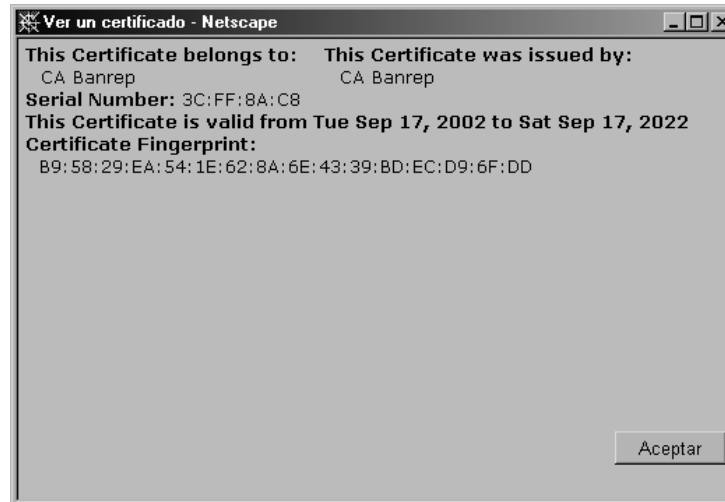 Ver un certificado - Netscape
This Certificate belongs to: This Certificate was issued by:
CA Banrep CA Banrep
Serial Number: 3C:FF:8A:C8
This Certificate is valid from Tue Sep 17, 2002 to Sat Sep 17, 2022
Certificate Fingerprint:
B9:58:29:EA:54:1E:62:8A:6E:43:39:BD:EC:D9:6F:DD
Aceptar